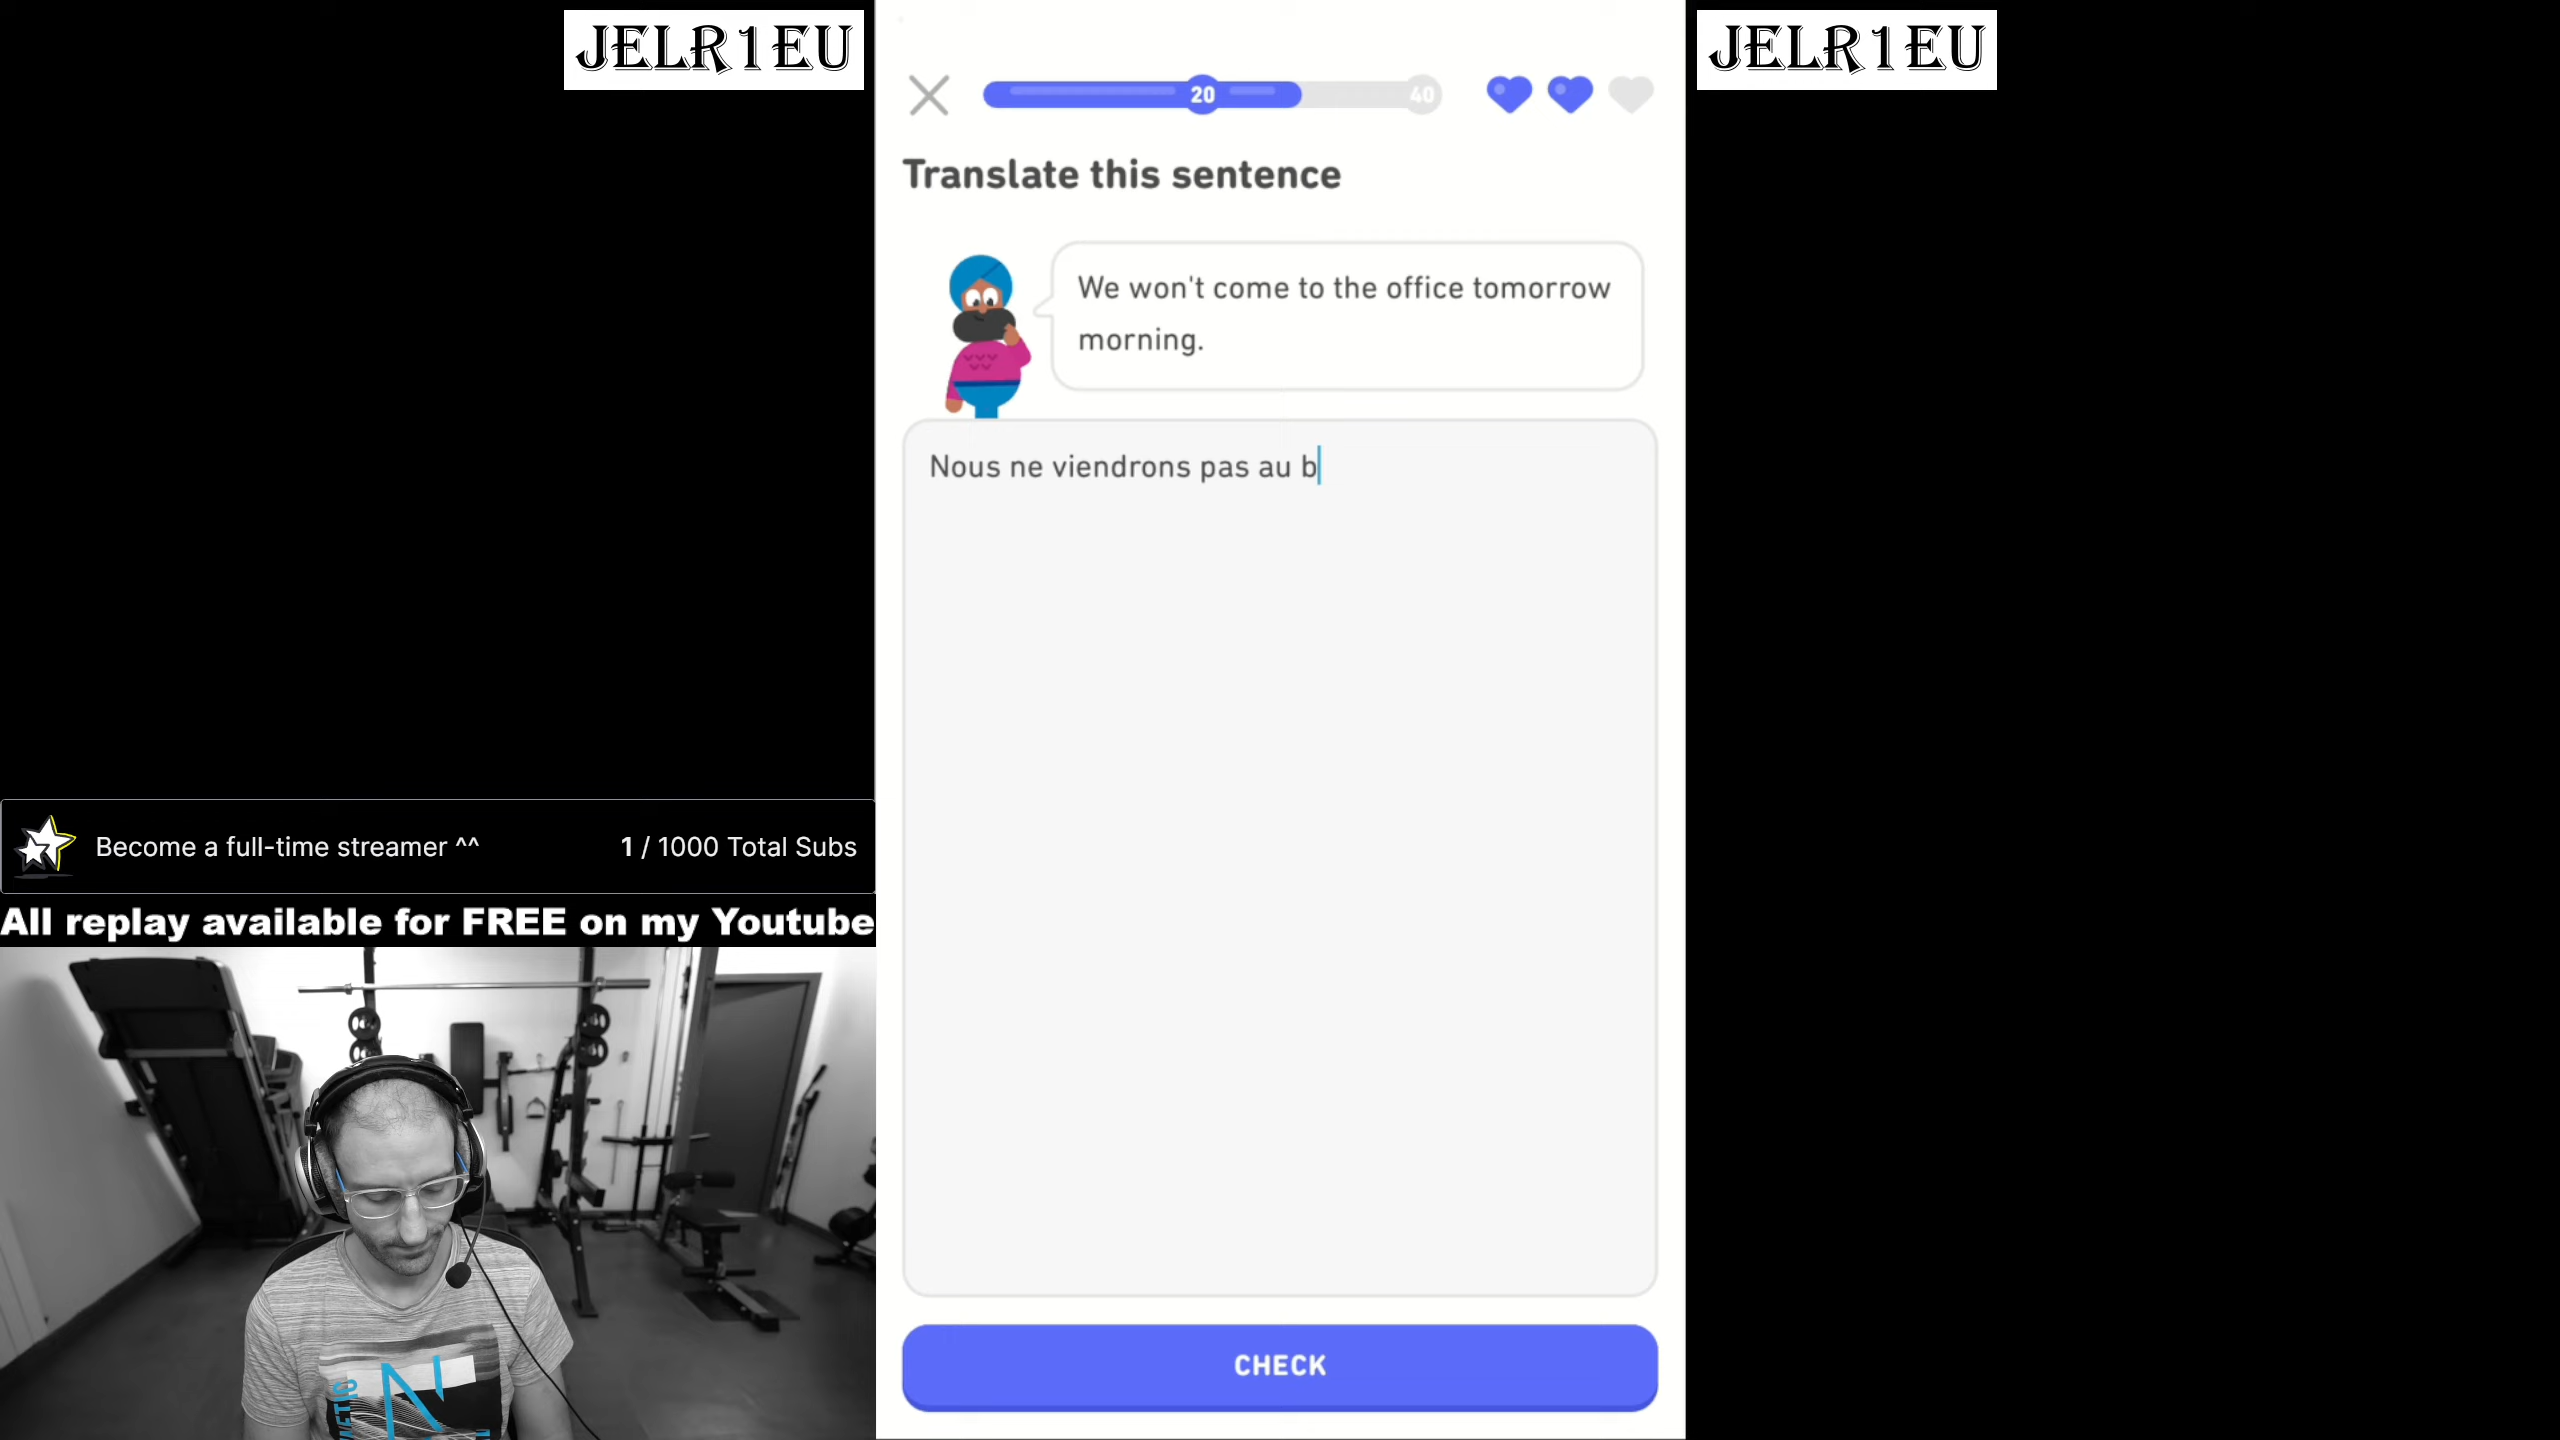 JELR1EU
JELR1EU
20
40
Translate this sentence
We won't come to the office tomorrow
morning.
Nous ne viendrons pas au b
CHECK
Become a full-time streamer ^^
1 / 1000 Total Subs
All replay available for FREE on my Youtube
N